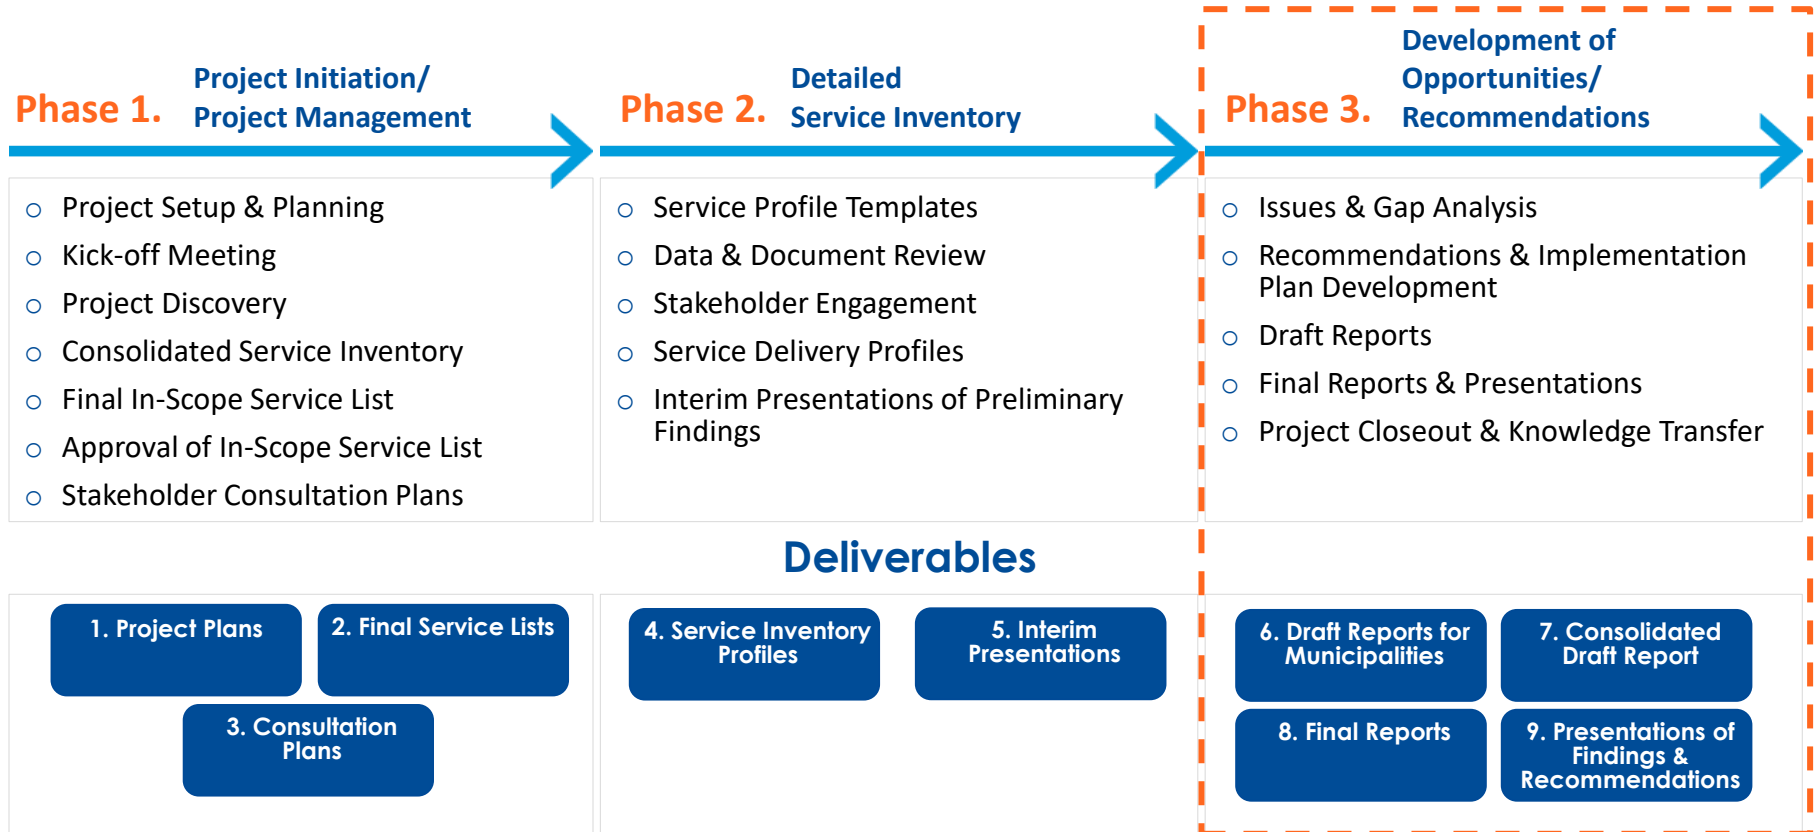 Phase 1.
Project Initiation/
Project Management
Phase 2.
Detailed
Service Inventory
Phase 3.
Development of
Opportunities/
Recommendations
o Project Setup & Planning
o Kick-off Meeting
o Project Discovery
o Consolidated Service Inventory
o Final In-Scope Service List
o Approval of In-Scope Service List
o Stakeholder Consultation Plans
o Service Profile Templates
o Data & Document Review
o Stakeholder Engagement
o Service Delivery Profiles
o Interim Presentations of Preliminary
Findings
o Issues & Gap Analysis
o Recommendations & Implementation
Plan Development
o Draft Reports
o Final Reports & Presentations
o Project Closeout & Knowledge Transfer
Deliverables
1. Project Plans
2. Final Service Lists
3. Consultation
Plans
4. Service Inventory
Profiles
5. Interim
Presentations
6. Draft Reports for
Municipalities
7. Consolidated
Draft Report
8. Final Reports
9. Presentations of
Findings &
Recommendations